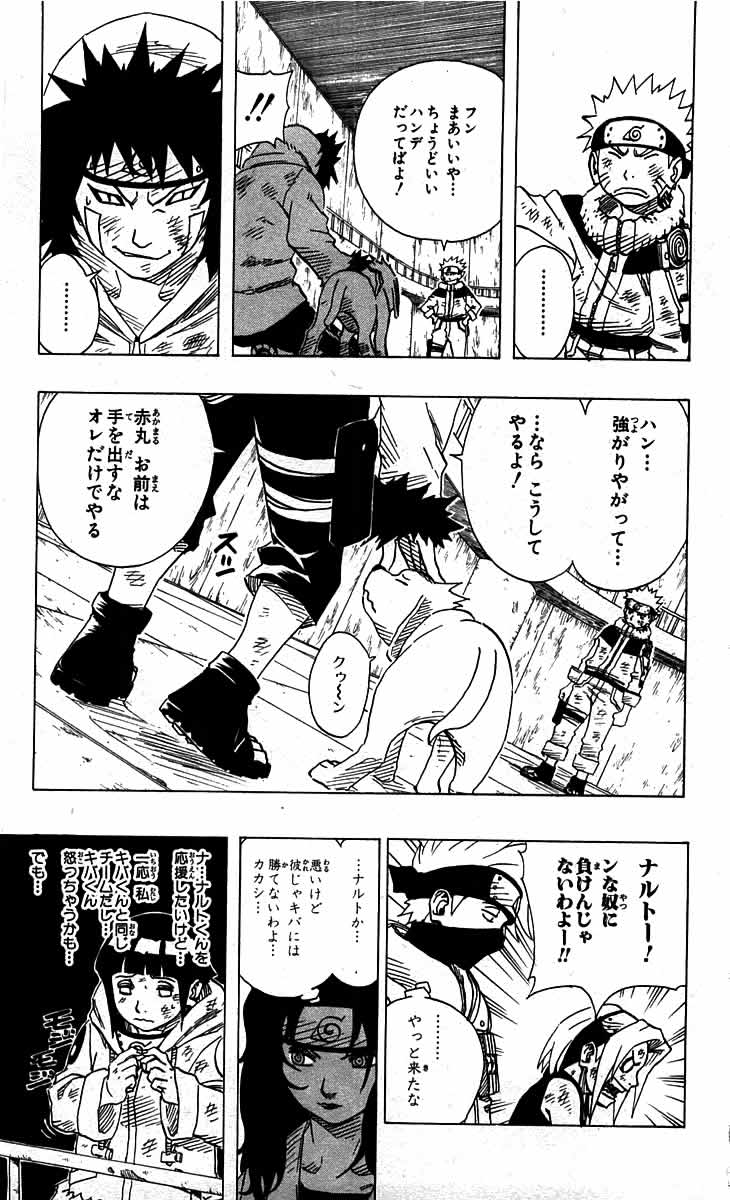 ………
フン
まあいいや…
ちょうどいい
ハンデ
だってばよ！
!!
………
ハン…
強がりやがって…
…なら こうして
やるよ！
赤丸 お前は
手を出すな
オレだけでやる
ズッ
クゥ〜ン
ナルトー！
ンな奴に
負けんじゃ
ないわよー!!
やっと来たな
…ナルトか…
悪いけど
彼じゃキバには
勝てないわよ…
カカシ…
ナ…ナルトくんを
応援したいけど…
一応 私
キバくんと同じ
チームだし…
キバくん
怒っちゃうかも…
でも…
モジモジ